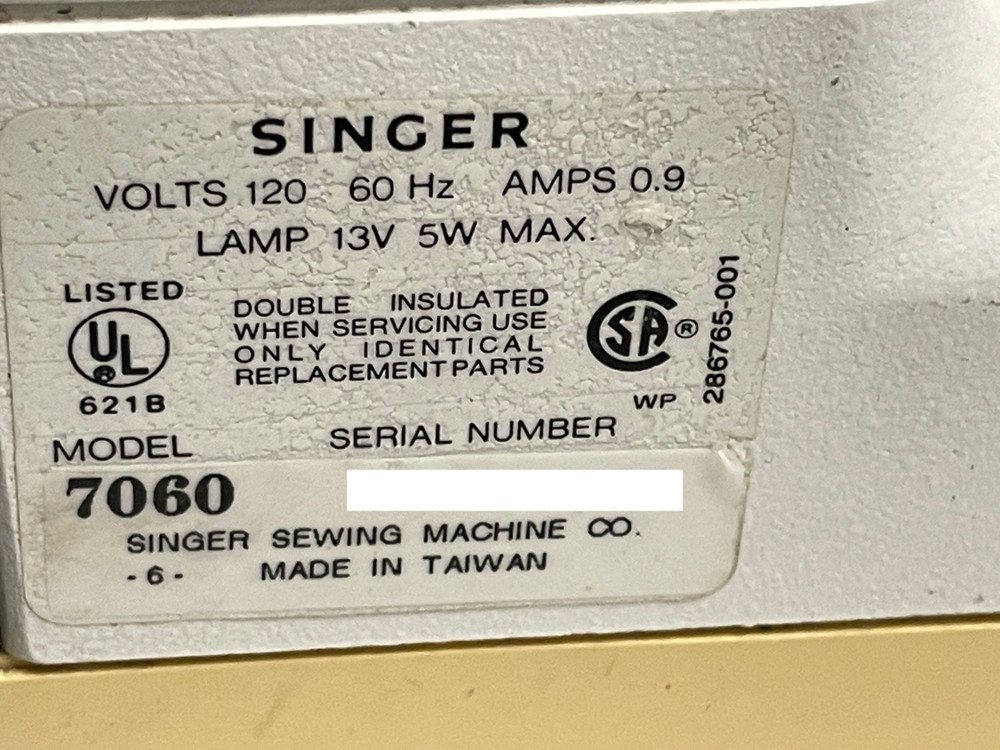 SINGER
VOLTS 120 60 Hz AMPS 0.9
LAMP 13V 5W MAX.
LISTED
UL ®
621B
DOUBLE INSULATED
WHEN SERVICING USE
ONLY IDENTICAL
REPLACEMENT PARTS
SA ®
WP
286765-001
MODEL
SERIAL NUMBER
7060
SINGER SEWING MACHINE CO.
-6- MADE IN TAIWAN